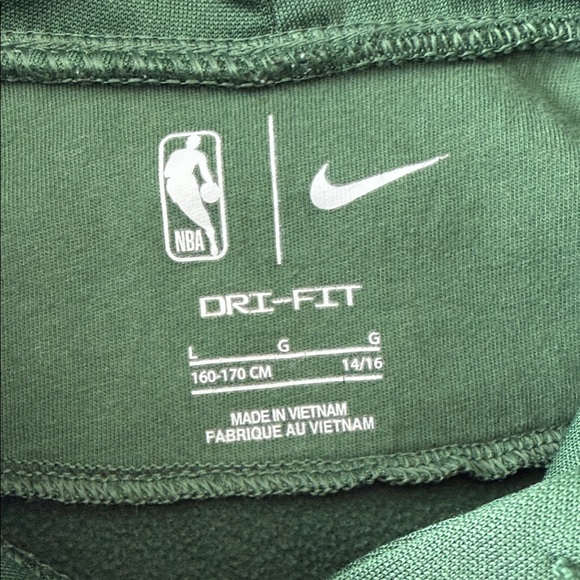 NBA
DRI-FIT
L G G
160-170 CM 14/16
MADE IN VIETNAM
FABRIQUE AU VIETNAM